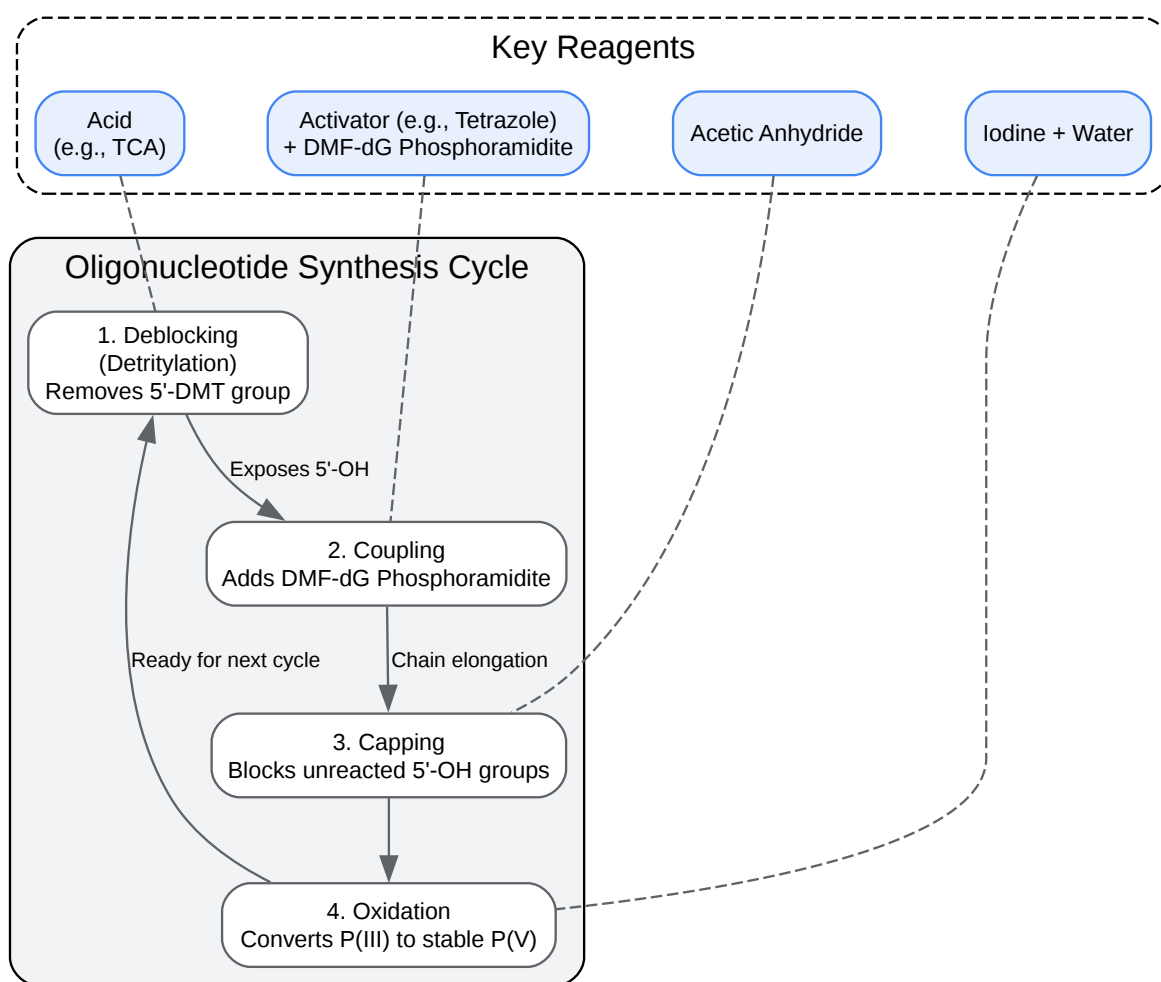 Key Reagents
Acid
(e.g., TCA)
Activator (e.g., Tetrazole)
+ DMF-dG Phosphoramidite
Acetic Anhydride
Iodine + Water
Oligonucleotide Synthesis Cycle
1. Deblocking
(Detritylation)
Removes 5'-DMT group
Exposes 5'-OH
2. Coupling
Adds DMF-dG Phosphoramidite
Ready for next cycle
Chain elongation
3. Capping
Blocks unreacted 5'-OH groups
4. Oxidation
Converts P(III) to stable P(V)